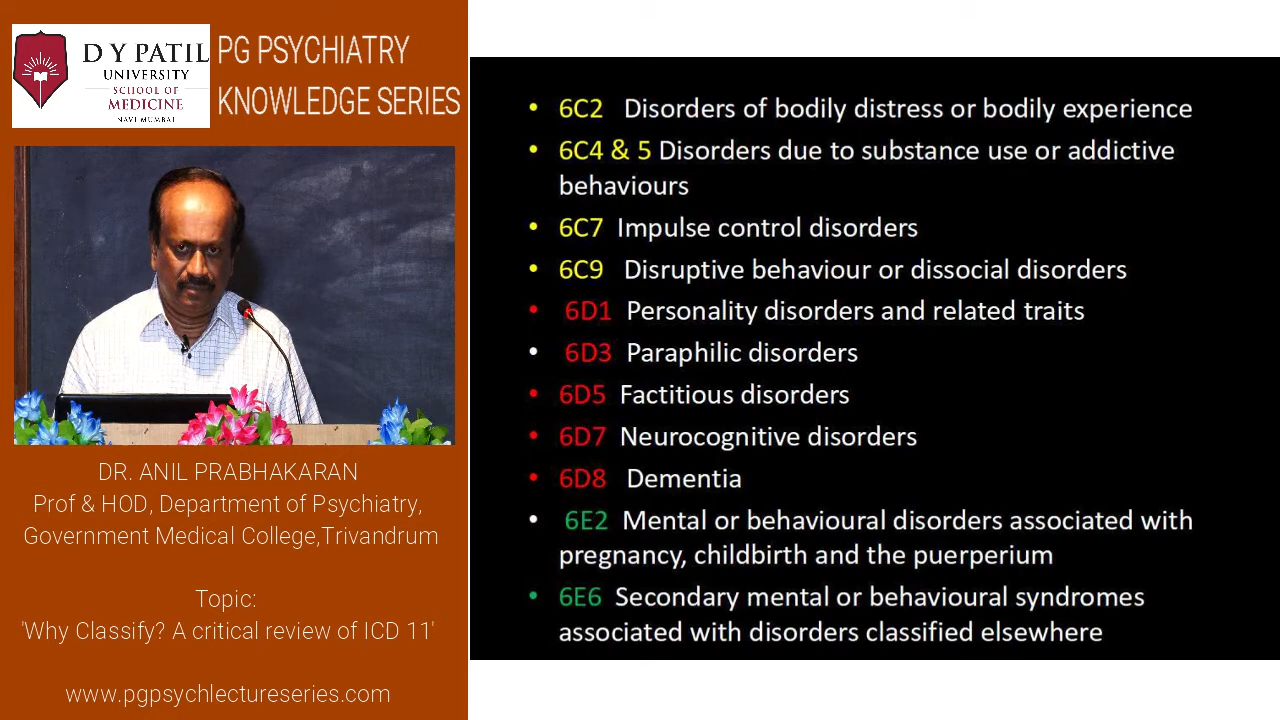 D Y PATIL
UNIVERSITY
SCHOOL OF
MEDICINE
NAVI MUMBAI
PG PSYCHIATRY
KNOWLEDGE SERIES
DR. ANIL PRABHAKARAN
Prof & HOD, Department of Psychiatry,
Government Medical College,Trivandrum
Topic:
'Why Classify? A critical review of ICD 11'
www.pgpsychlectureseries.com
• 6C2 Disorders of bodily distress or bodily experience
• 6C4 & 5 Disorders due to substance use or addictive
behaviours
• 6C7 Impulse control disorders
• 6C9 Disruptive behaviour or dissocial disorders
• 6D1 Personality disorders and related traits
• 6D3 Paraphilic disorders
• 6D5 Factitious disorders
• 6D7 Neurocognitive disorders
• 6D8 Dementia
• 6E2 Mental or behavioural disorders associated with
pregnancy, childbirth and the puerperium
• 6E6 Secondary mental or behavioural syndromes
associated with disorders classified elsewhere